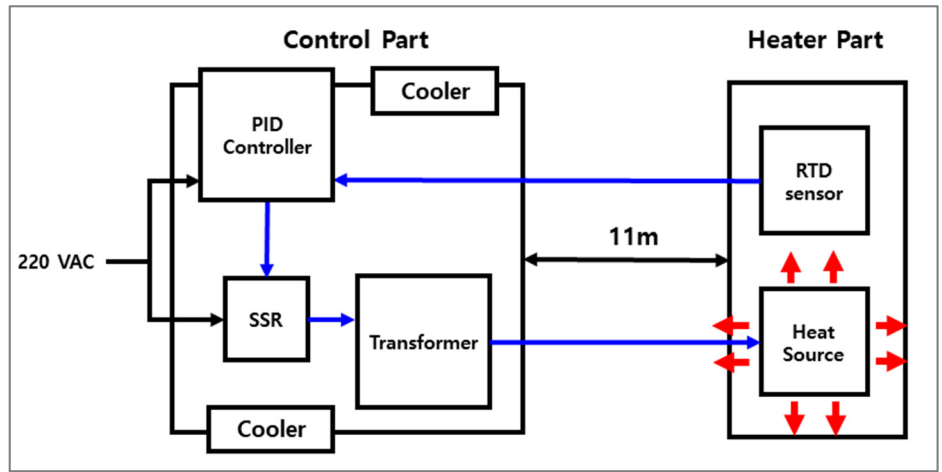 Control Part
Heater Part
Cooler
PID
Controller
RTD
sensor
11m
220 VAC
SSR
Transformer
Heat
Source
Cooler